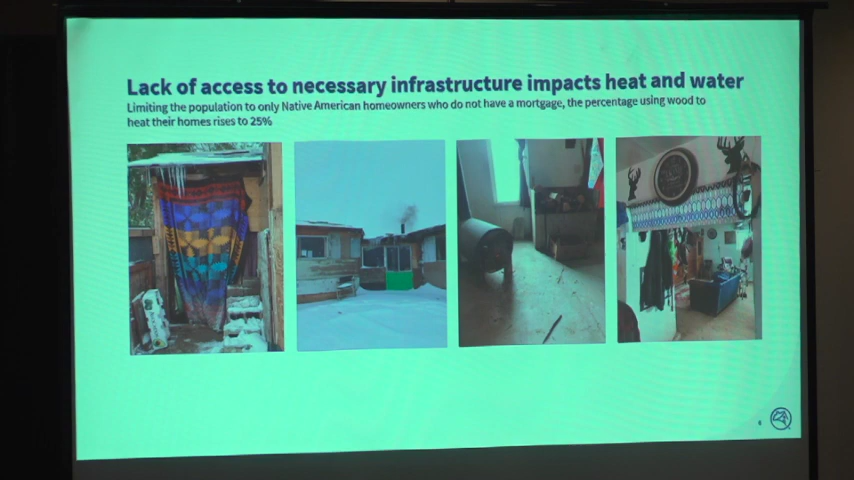 Lack of access to necessary infrastructure impacts heat and water
Limiting the population to only Native American homeowners who do not have a mortgage, the percentage using wood to
heat their homes rises to 25%